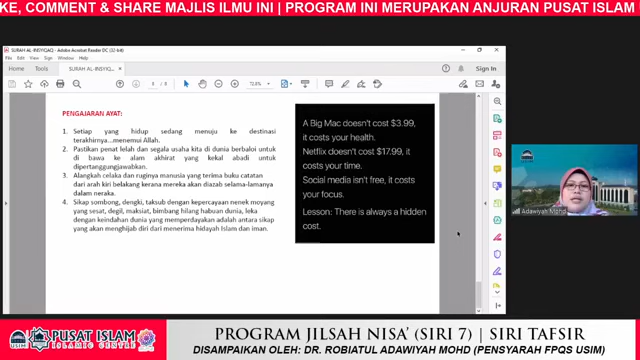 KE, COMMENT & SHARE MAJLIS ILMU INI | PROGRAM INI MERUPAKAN ANJURAN PUSAT ISLAM
SURAH AL-INSYIQAQ - Adobe Acrobat Reader DC (32-bit)
File Edit View Sign Window Help
Home Tools SURAH AL-INSYIQAQ... Sign In
72.8%
PENGAJARAN AYAT:
1. Setiap yang hidup sedang menuju ke destinasi
terakhirnya...menemui Allah.
2. Pastikan penat lelah dan segala usaha kita di dunia berbaloi untuk
di bawa ke alam akhirat yang kekal abadi untuk
dipertanggungjawabkan.
3. Alangkah celaka dan ruginya manusia yang terima buku catatan
dari arah kiri belakang kerana mereka akan diazab selama-lamanya
dalam neraka.
4. Sikap sombong, dengki, taksub dengan kepercayaan nenek moyang
yang sesat, degil, maksiat, bimbang hilang habuan dunia, leka
dengan keindahan dunia yang memperdayakan adalah antara sikap
yang akan menghijab diri dari menerima hidayah Islam dan iman.
A Big Mac doesn't cost $3.99,
it costs your health.
Netflix doesn't cost $17.99, it
costs your time.
Social media isn't free, it costs
your focus.
Lesson: There is always a hidden
cost.
Adawiyah Mohd
USIM
PUSAT ISLAM
ISLAMIC CENTRE
PROGRAM JILSAH NISA' (SIRI 7) | SIRI TAFSIR
DISAMPAIKAN OLEH: DR. ROBIATUL ADAWIYAH MOHD (PENSYARAH FPQS USIM)